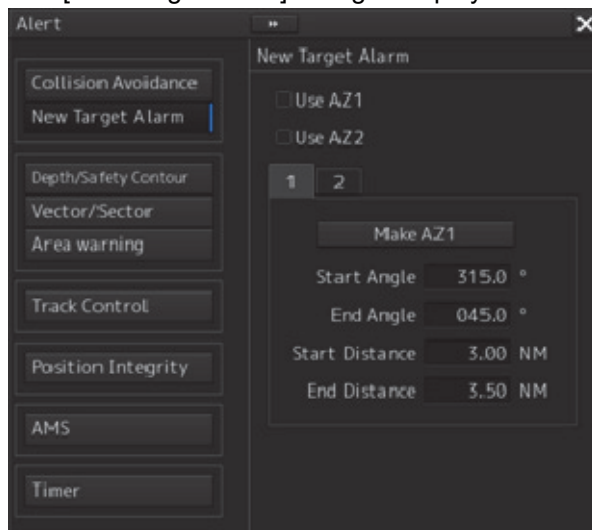 Alert
Collision Avoidance
New Target Alarm
Depth/Safety Contour
Vector/Sector
Area warning
Track Control
Position Integrity
AMS
Timer
New Target Alarm
Use AZ1
Use AZ2
1 2
Make AZ1
Start Angle 315.0 °
End Angle 045.0 °
Start Distance 3.00 NM
End Distance 3.50 NM